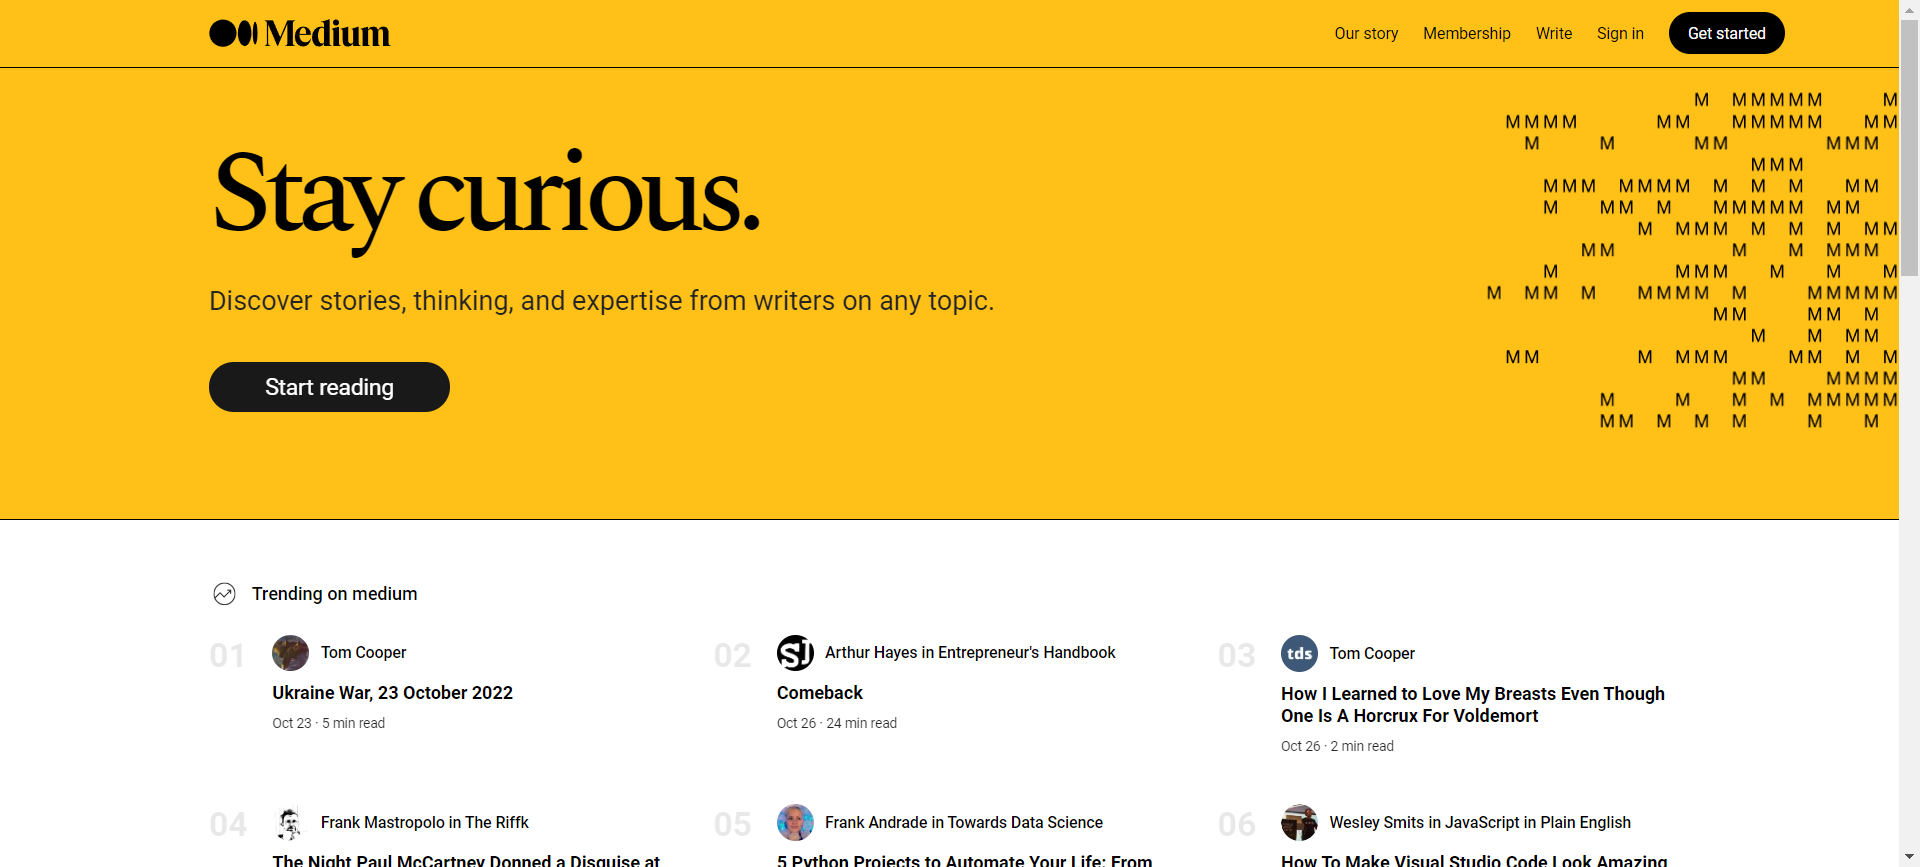 Medium
Our story Membership Write Sign in Get started
M MMMMM M
MMMM MM MMMMM MM
M M MM MMM
Stay curious.
MMM
MMM MMMM M M M MM
M MM M MMMMM MM
M MMM M M M MM
MM M M MMM
M MMM M M M
Discover stories, thinking, and expertise from writers on any topic.
M MM M MMMM M MMMMM
MM MM M
M M MM
MM M MMM MM M M
Start reading
MM MMMM
M M M M MMMMM
MM M M M M M
Trending on medium
01 Tom Cooper
Ukraine War, 23 October 2022
Oct 23 · 5 min read
02 SJ Arthur Hayes in Entrepreneur's Handbook
Comeback
Oct 26 · 24 min read
03 tds Tom Cooper
How I Learned to Love My Breasts Even Though
One Is A Horcrux For Voldemort
Oct 26 · 2 min read
04 Frank Mastropolo in The Riffk
The Night Paul McCartney Donned a Disguise at
05 Frank Andrade in Towards Data Science
5 Python Projects to Automate Your Life: From
06 Wesley Smits in JavaScript in Plain English
How To Make Visual Studio Code Look Amazing